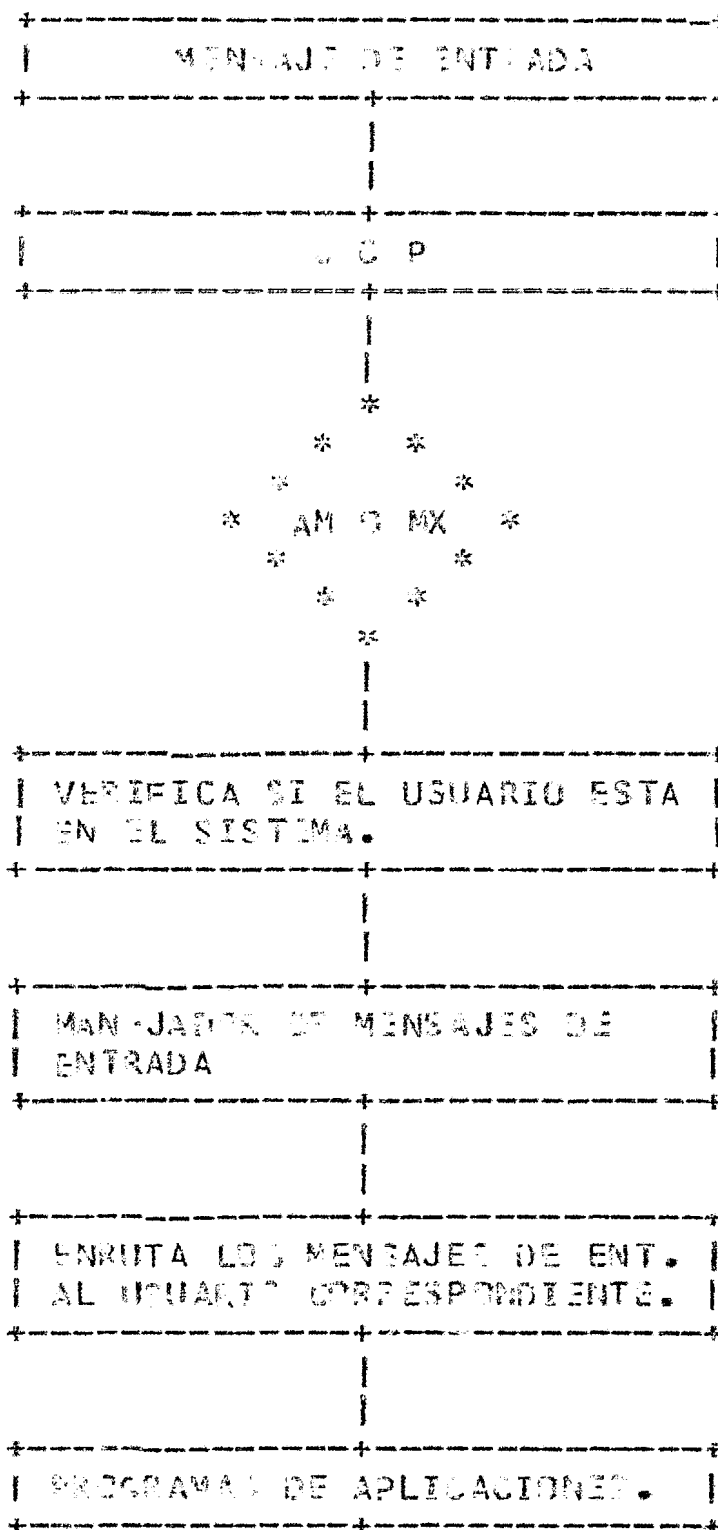 MENSAJE DE ENTRADA
C P
AM O MX
VERIFICA SI EL USUARIO ESTA
EN EL SISTEMA.
MANEJADOR DE MENSAJES DE
ENTRADA
ENRUTA LOS MENSAJES DE ENT.
AL USUARIO CORRESPONDIENTE.
PROGRAMAS DE APLICACIONES.